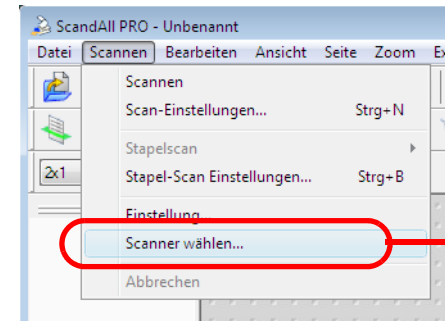 ScandAll PRO - Unbenannt
Datei Scannen Bearbeiten Ansicht Seite Zoom
Scannen
Scan-Einstellungen... Strg+N
Stapelscan
2x1
Stapel-Scan Einstellungen... Strg+B
Einstellung...
Scanner wählen...
Abbrechen